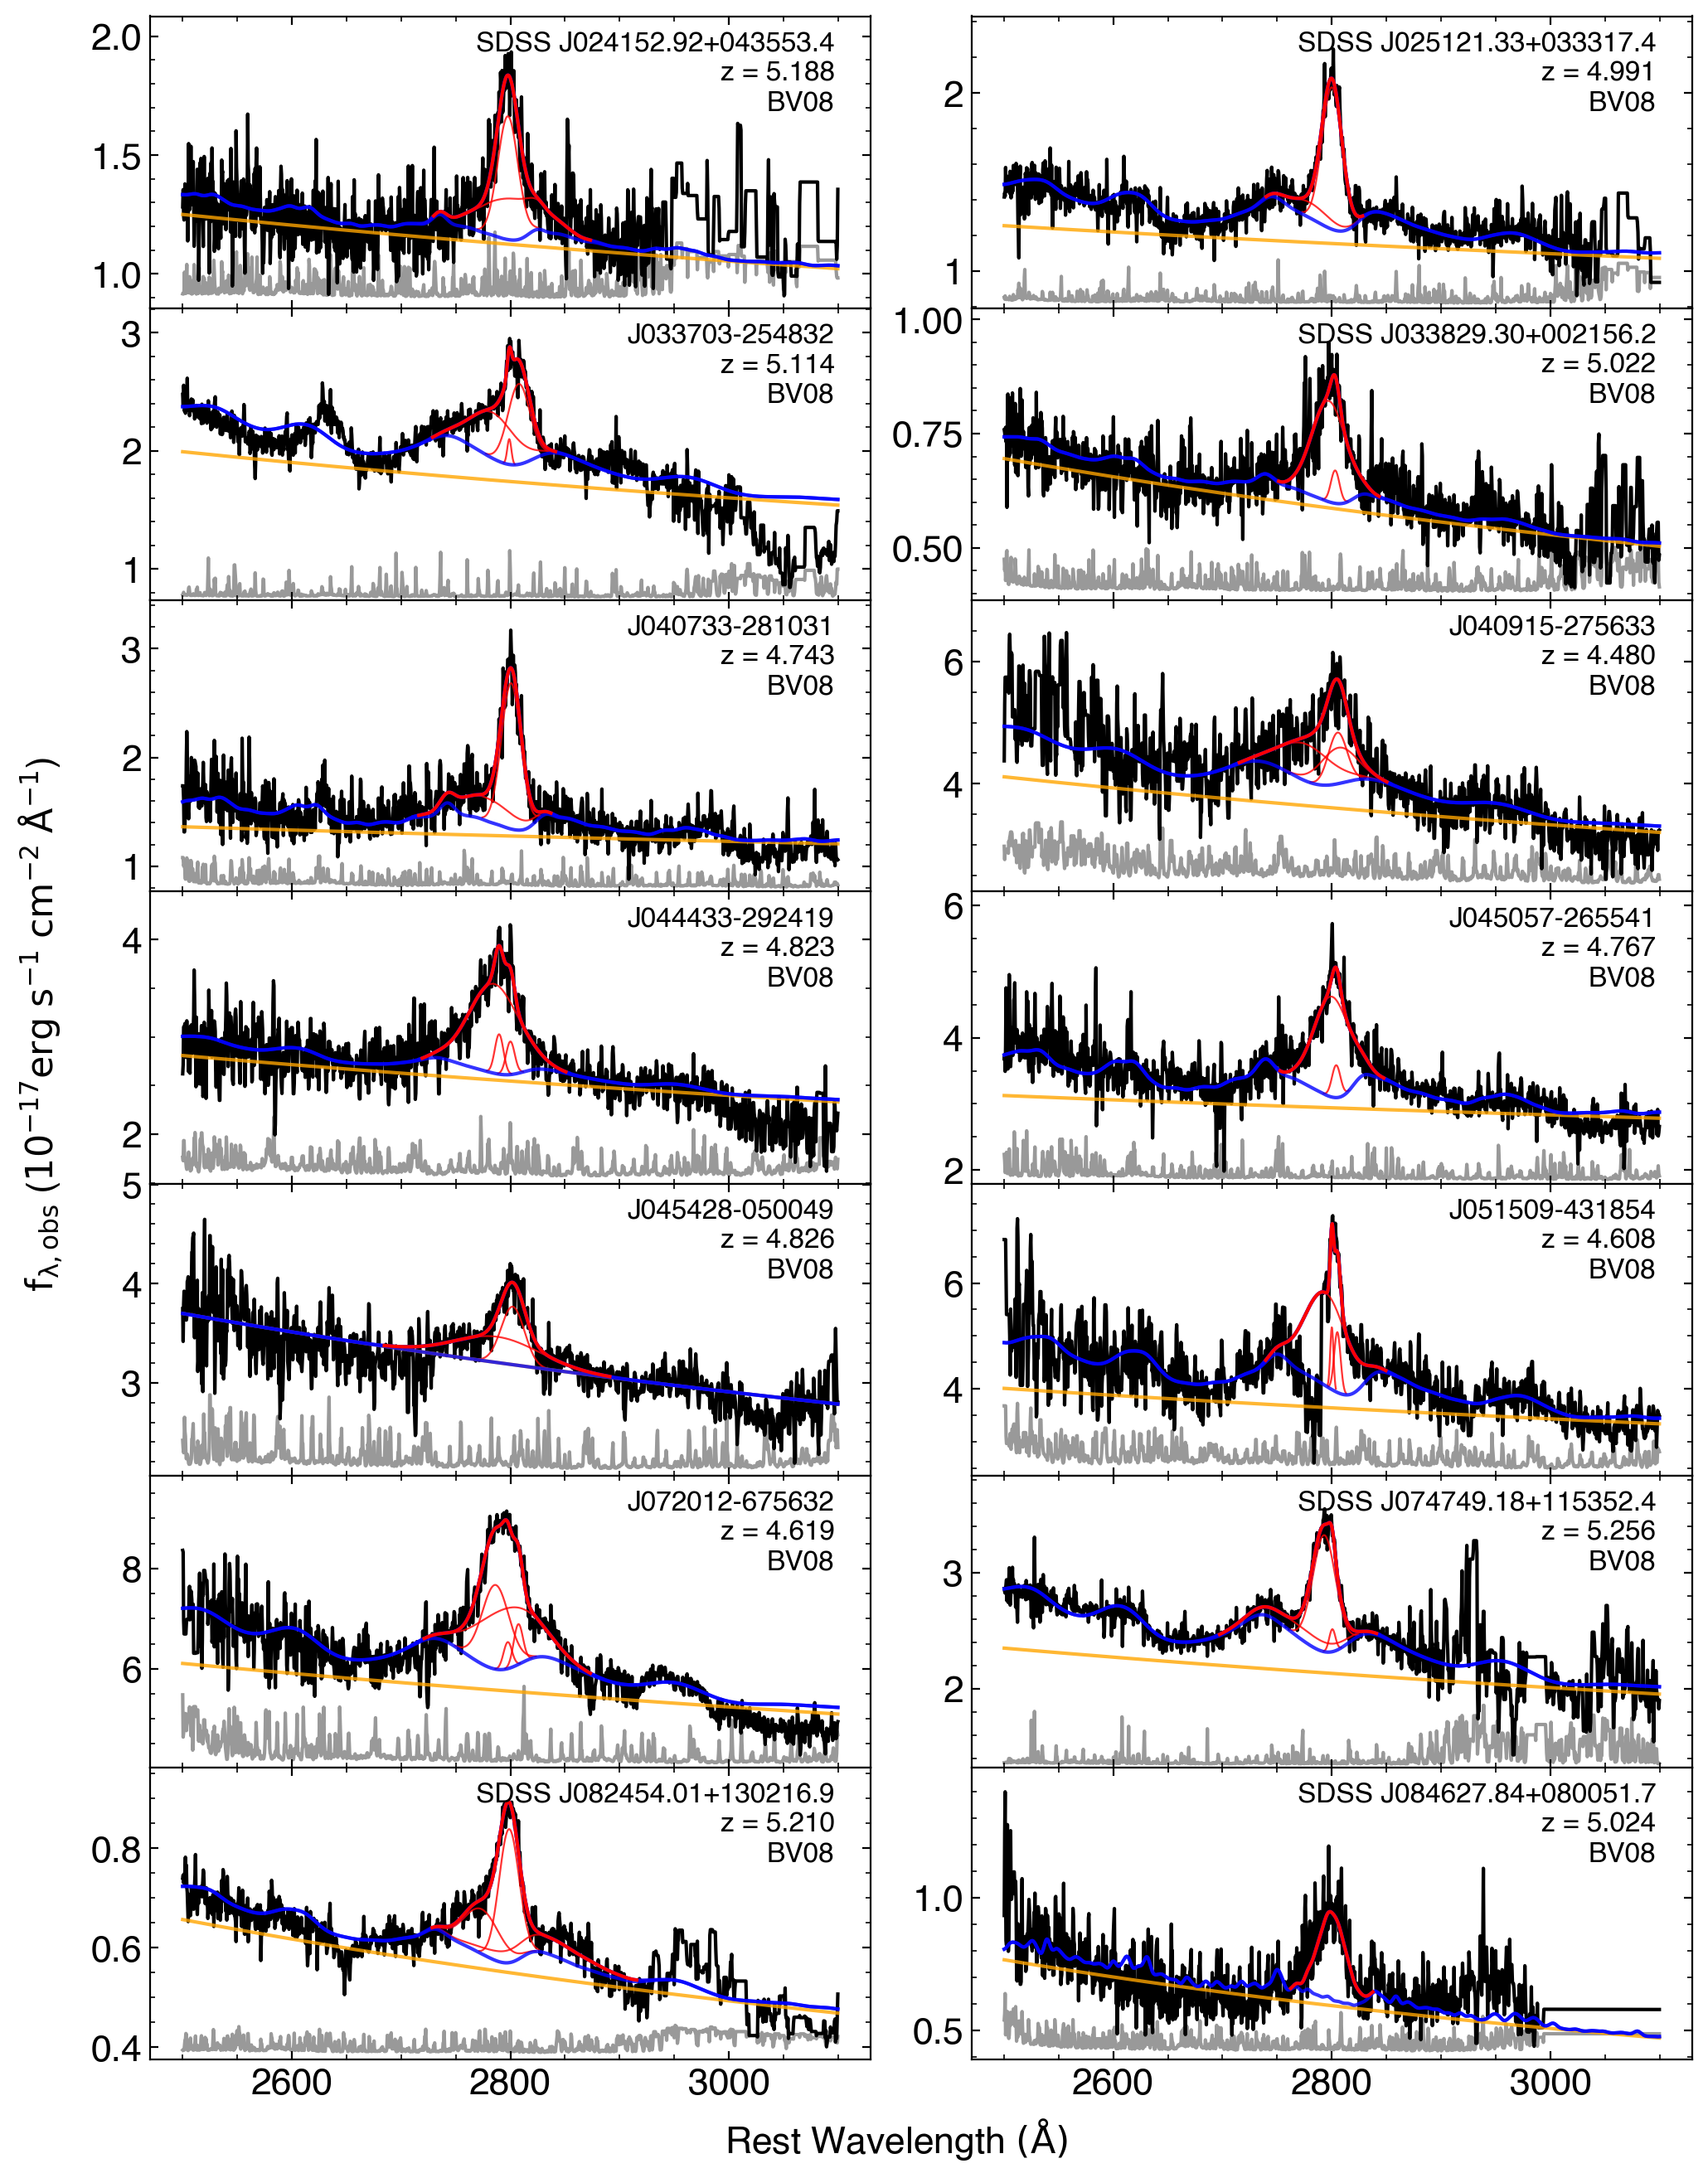 2.0
1.5
1.0
SDSS J024152.92+043553.4
z = 5.188
BV08
2
1
SDSS J025121.33+033317.4
z = 4.991
BV08
3
2
1
J033703-254832
z = 5.114
BV08
1.00
0.75
0.50
SDSS J033829.30+002156.2
z = 5.022
BV08
3
2
1
J040733-281031
z = 4.743
BV08
6
4
J040915-275633
z = 4.480
BV08
4
2
J044433-292419
z = 4.823
BV08
6
4
2
J045057-265541
z = 4.767
BV08
5
4
3
J045428-050049
z = 4.826
BV08
6
4
J051509-431854
z = 4.608
BV08
8
6
J072012-675632
z = 4.619
BV08
3
2
SDSS J074749.18+115352.4
z = 5.256
BV08
0.8
0.6
0.4
SDSS J082454.01+130216.9
z = 5.210
BV08
1.0
0.5
SDSS J084627.84+080051.7
z = 5.024
BV08
2600 2800 3000
2600 2800 3000
Rest Wavelength (Å)
fλ, obs (10−17erg s−1 cm−2 Å−1)